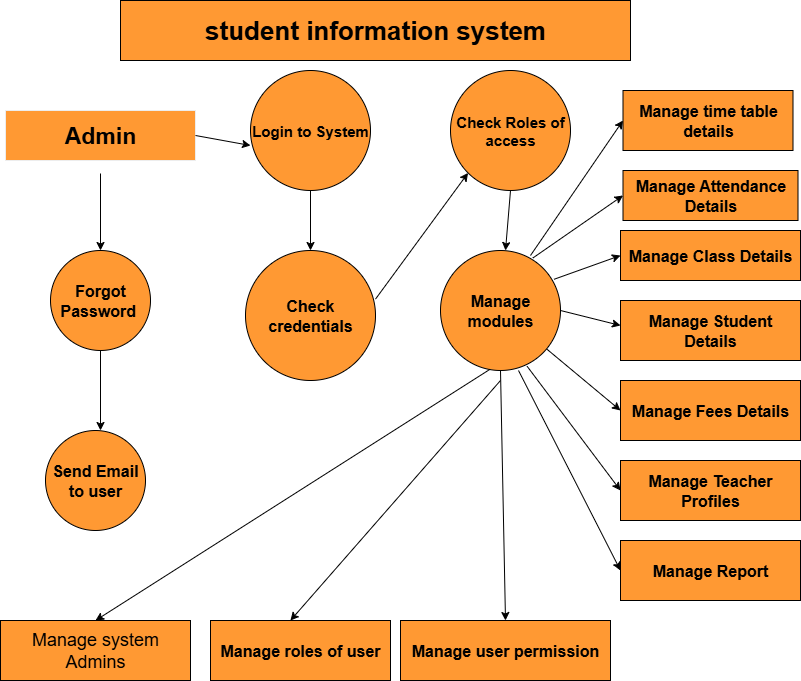 student information system
Admin
Login to System
Check Roles of
access
Manage time table
details
Manage Attendance
Details
Manage Class Details
Forgot
Password
Check
credentials
Manage
modules
Manage Student
Details
Manage Fees Details
Send Email
to user
Manage Teacher
Profiles
Manage Report
Manage system
Admins
Manage roles of user
Manage user permission